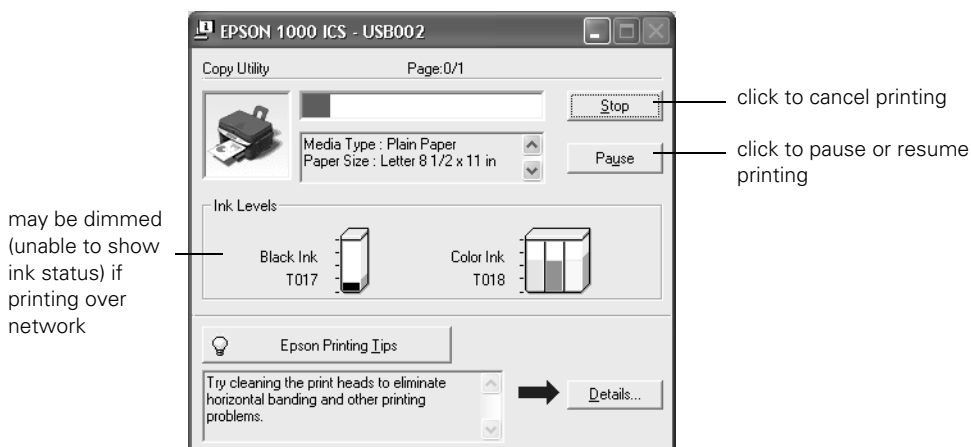 EPSON 1000 ICS - USB002
Copy Utility Page:0/1
Stop
click to cancel printing
Media Type : Plain Paper
Paper Size : Letter 8 1/2 x 11 in
Pause
click to pause or resume
printing
may be dimmed
(unable to show
ink status) if
printing over
network
Ink Levels
Black Ink
T017
Color Ink
T018
Epson Printing Tips
Try cleaning the print heads to eliminate
horizontal banding and other printing
problems.
Details...